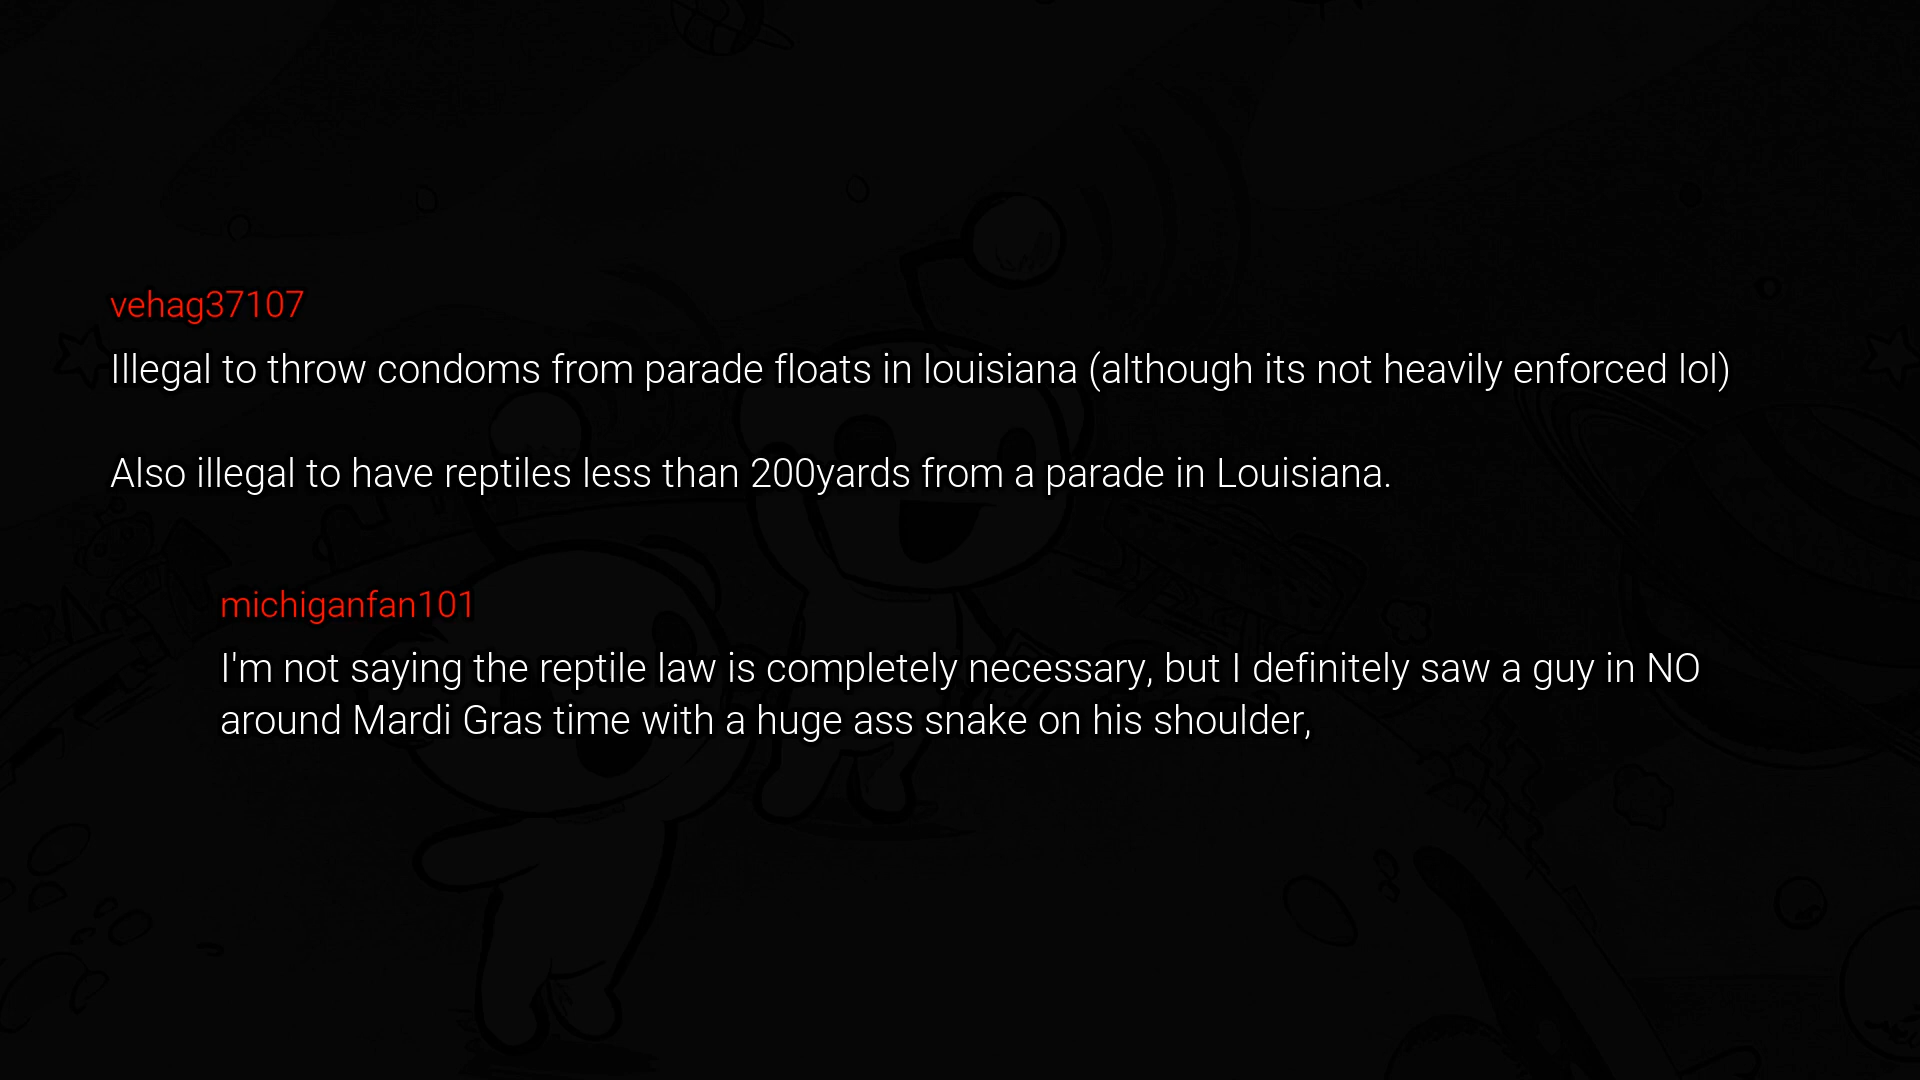 vehag37107
Illegal to throw condoms from parade floats in louisiana (although its not heavily enforced lol)
Also illegal to have reptiles less than 200yards from a parade in Louisiana.
michiganfan101
I'm not saying the reptile law is completely necessary, but I definitely saw a guy in NO
around Mardi Gras time with a huge ass snake on his shoulder,